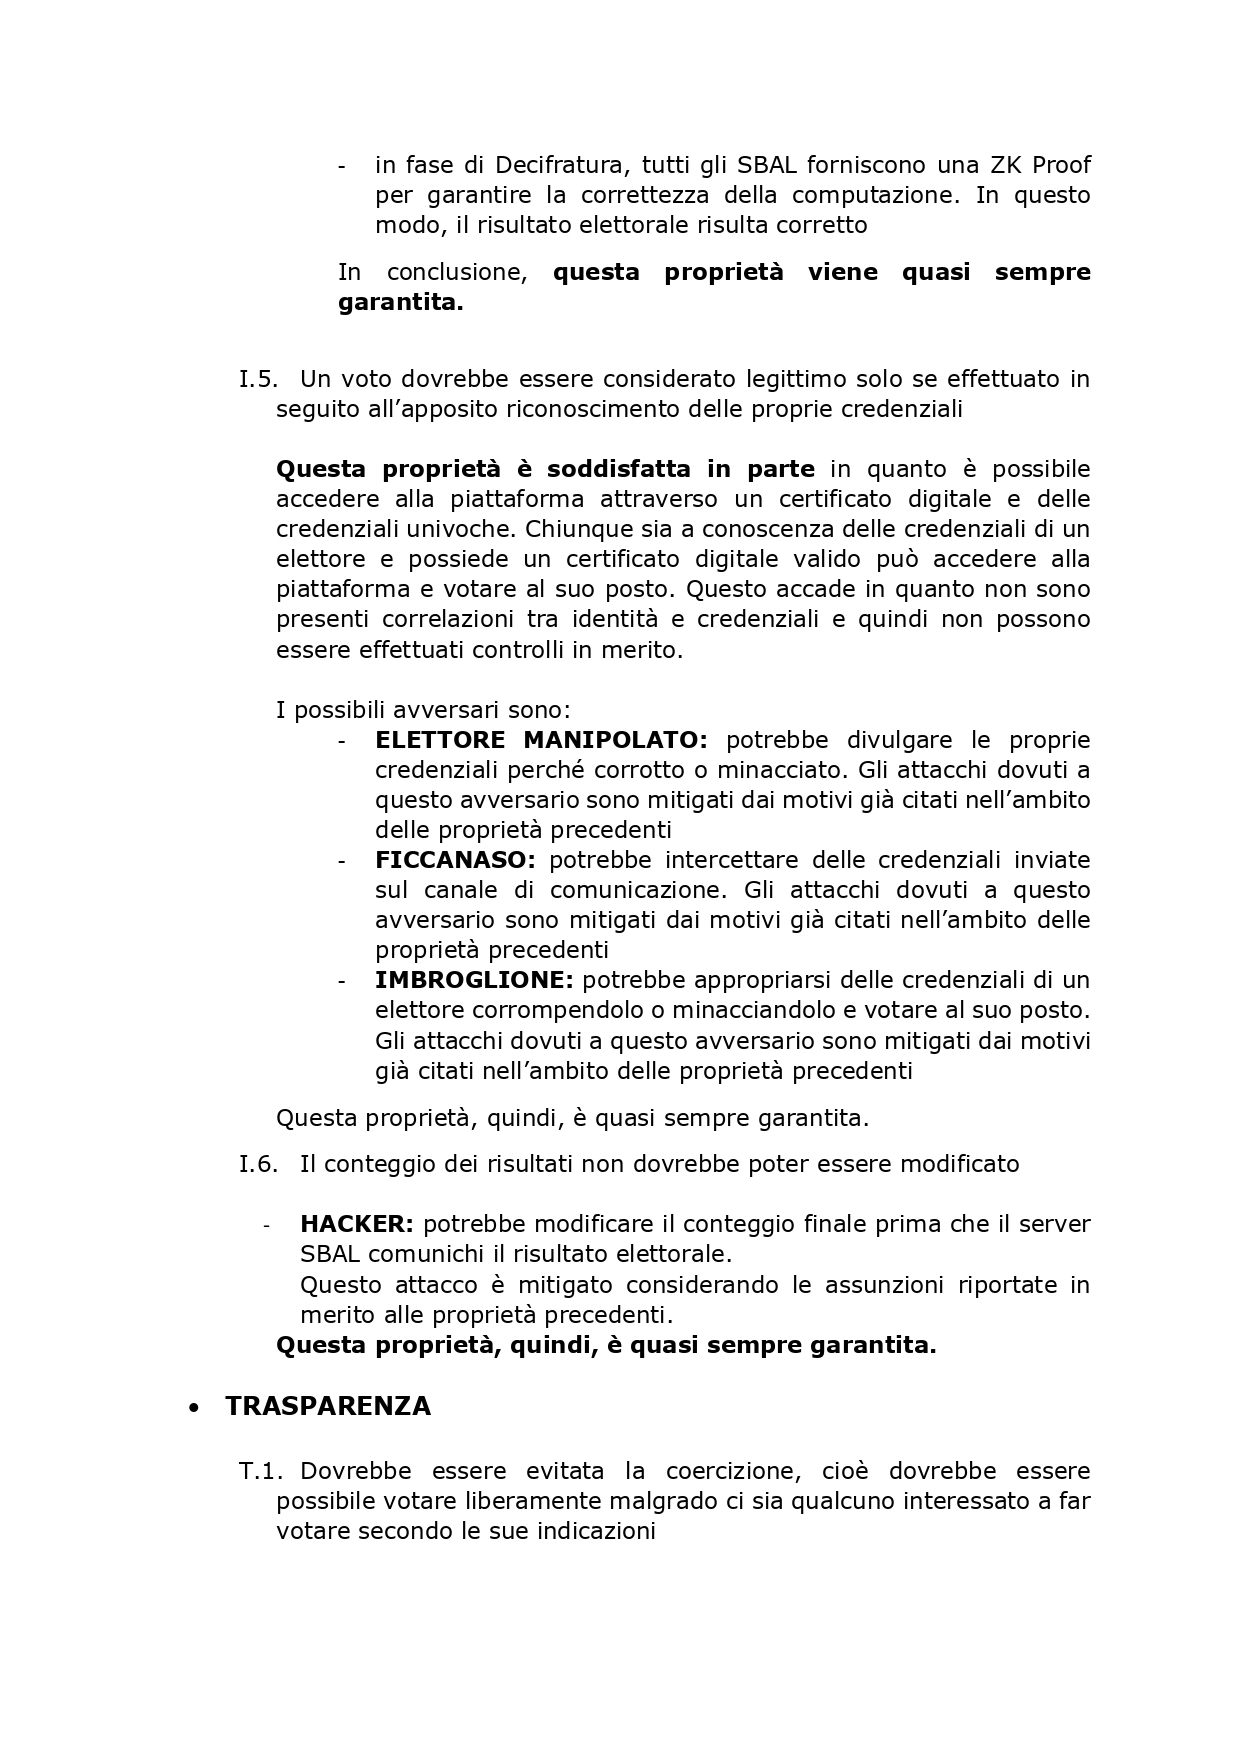 - in fase di Decifratura, tutti gli SBAL forniscono una ZK Proof
per garantire la correttezza della computazione. In questo
modo, il risultato elettorale risulta corretto
In conclusione, questa proprietà viene quasi sempre
garantita.
I.5. Un voto dovrebbe essere considerato legittimo solo se effettuato in
seguito all’apposito riconoscimento delle proprie credenziali
Questa proprietà è soddisfatta in parte in quanto è possibile
accedere alla piattaforma attraverso un certificato digitale e delle
credenziali univoche. Chiunque sia a conoscenza delle credenziali di un
elettore e possiede un certificato digitale valido può accedere alla
piattaforma e votare al suo posto. Questo accade in quanto non sono
presenti correlazioni tra identità e credenziali e quindi non possono
essere effettuati controlli in merito.
I possibili avversari sono:
- ELETTORE MANIPOLATO: potrebbe divulgare le proprie
credenziali perché corrotto o minacciato. Gli attacchi dovuti a
questo avversario sono mitigati dai motivi già citati nell’ambito
delle proprietà precedenti
- FICCANASO: potrebbe intercettare delle credenziali inviate
sul canale di comunicazione. Gli attacchi dovuti a questo
avversario sono mitigati dai motivi già citati nell’ambito delle
proprietà precedenti
- IMBROGLIONE: potrebbe appropriarsi delle credenziali di un
elettore corrompendolo o minacciandolo e votare al suo posto.
Gli attacchi dovuti a questo avversario sono mitigati dai motivi
già citati nell’ambito delle proprietà precedenti
Questa proprietà, quindi, è quasi sempre garantita.
I.6. Il conteggio dei risultati non dovrebbe poter essere modificato
- HACKER: potrebbe modificare il conteggio finale prima che il server
SBAL comunichi il risultato elettorale.
Questo attacco è mitigato considerando le assunzioni riportate in
merito alle proprietà precedenti.
Questa proprietà, quindi, è quasi sempre garantita.
• TRASPARENZA
T.1. Dovrebbe essere evitata la coercizione, cioè dovrebbe essere
possibile votare liberamente malgrado ci sia qualcuno interessato a far
votare secondo le sue indicazioni